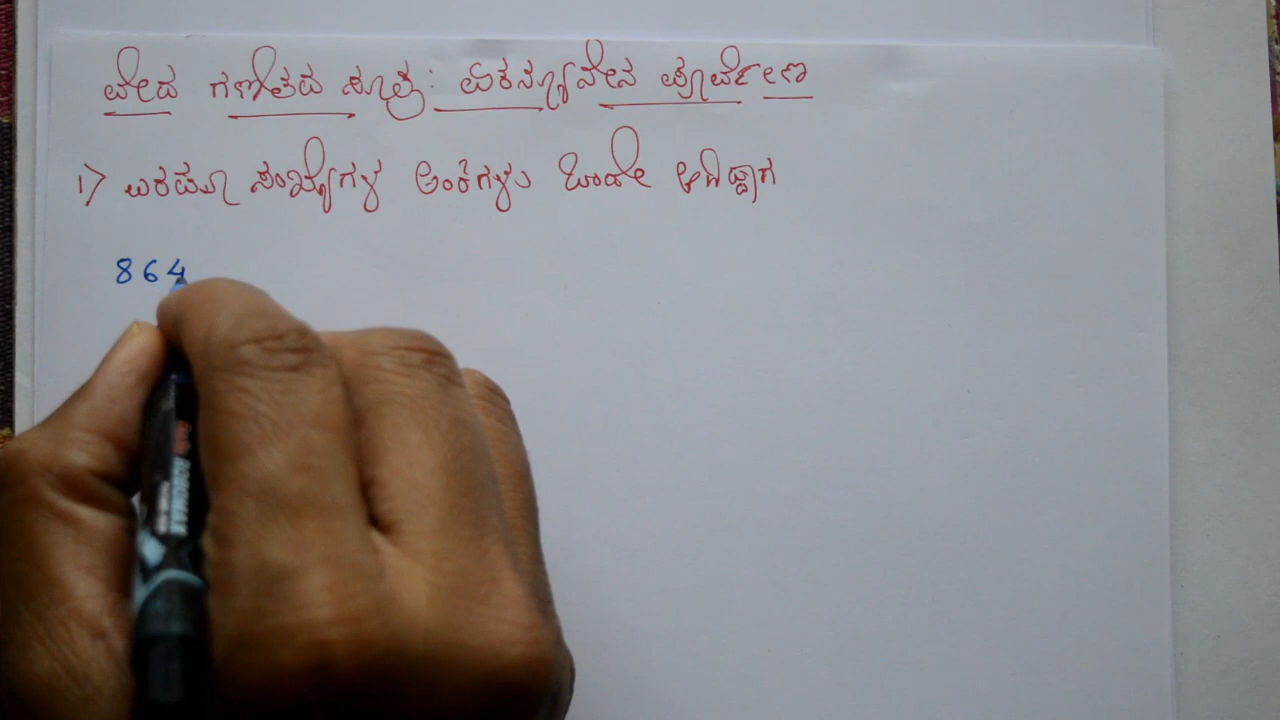 ವೇದ ಗಣಿತದ ಸೂತ್ರ: ಏಕನ್ಯೂನೇನ ಪೂರ್ವೇಣ
1) ಎರಡೂ ಸಂಖ್ಯೆಗಳ ಅಂಕೆಗಳು ಒಂದೇ ಆಗಿದ್ದಾಗ
864